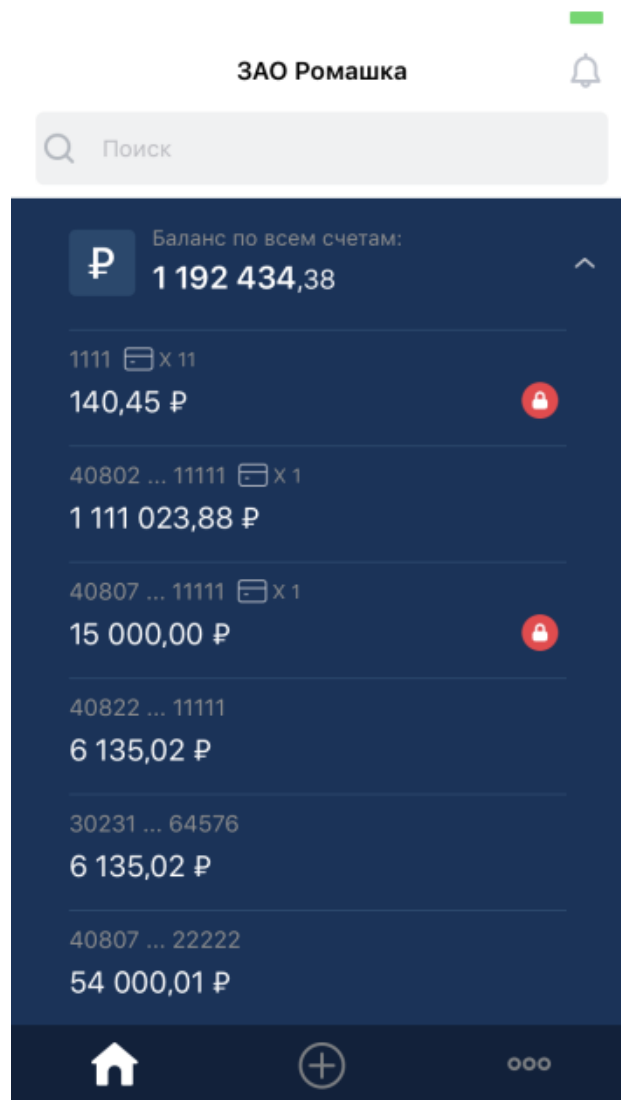 ЗАО Ромашка
Поиск
₽
Баланс по всем счетам:
1 192 434,38
1111 X 11
140,45 ₽
40802 ... 11111 X 1
1 111 023,88 ₽
40807 ... 11111 X 1
15 000,00 ₽
40822 ... 11111
6 135,02 ₽
30231 ... 64576
6 135,02 ₽
40807 ... 22222
54 000,01 ₽